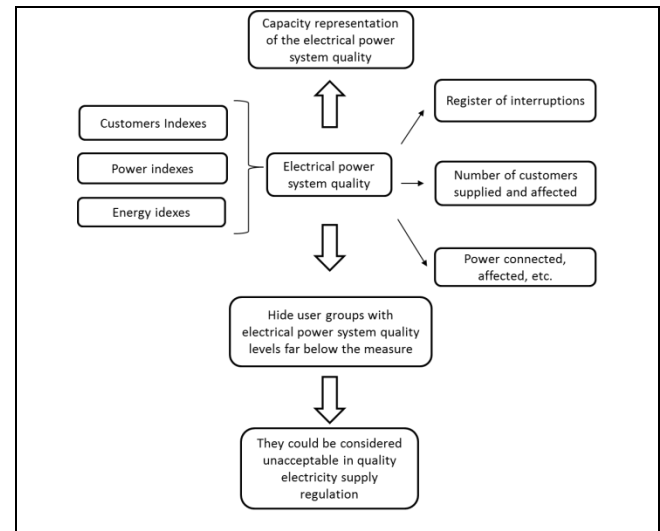 Capacity representation
of the electrical power
system quality
Customers Indexes
Power indexes
Energy idexes
Electrical power
system quality
Register of interruptions
Number of customers
supplied and affected
Power connected,
affected, etc.
Hide user groups with
electrical power system quality
levels far below the measure
They could be considered
unacceptable in quality
electricity supply
regulation